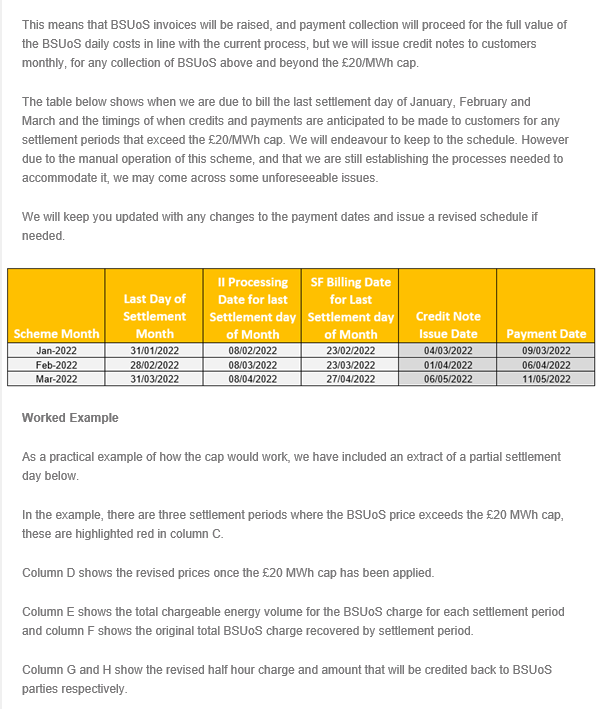 This means that BSUoS invoices will be raised, and payment collection will proceed for the full value of
the BSUoS daily costs in line with the current process, but we will issue credit notes to customers
monthly, for any collection of BSUoS above and beyond the £20/MWh cap.
The table below shows when we are due to bill the last settlement day of January, February and
March and the timings of when credits and payments are anticipated to be made to customers for any
settlement periods that exceed the £20/MWh cap. We will endeavour to keep to the schedule. However
due to the manual operation of this scheme, and that we are still establishing the processes needed to
accommodate it, we may come across some unforeseeable issues.
We will keep you updated with any changes to the payment dates and issue a revised schedule if
needed.
II Processing SF Billing Date
Last Day of Date for last for Last
Settlement Settlement day Settlement day Credit Note
Scheme Month Month of Month of Month Issue Date Payment Date
Jan-2022 31/01/2022 08/02/2022 23/02/2022 04/03/2022 09/03/2022
Feb-2022 28/02/2022 08/03/2022 23/03/2022 01/04/2022 06/04/2022
Mar-2022 31/03/2022 08/04/2022 27/04/2022 06/05/2022 11/05/2022
Worked Example
As a practical example of how the cap would work, we have included an extract of a partial settlement
day below.
In the example, there are three settlement periods where the BSUoS price exceeds the £20 MWh cap,
these are highlighted red in column C.
Column D shows the revised prices once the £20 MWh cap has been applied.
Column E shows the total chargeable energy volume for the BSUoS charge for each settlement period
and column F shows the original total BSUoS charge recovered by settlement period.
Column G and H show the revised half hour charge and amount that will be credited back to BSUoS
parties respectively.